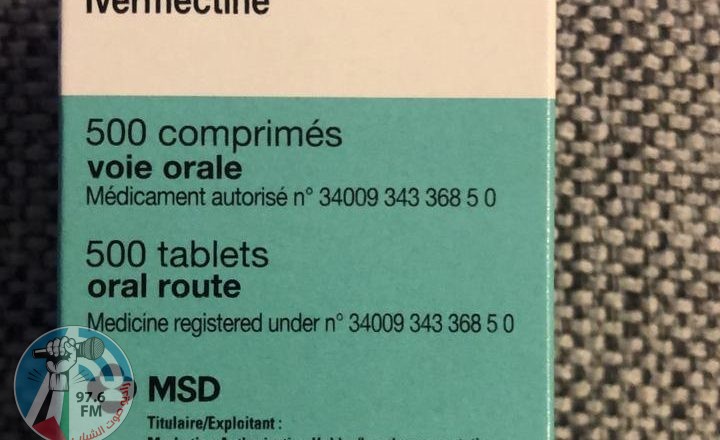 Ivermectine
500 comprimés
voie orale
Médicament autorisé n° 34009 343 368 5 0
500 tablets
oral route
Medicine registered under n° 34009 343 368 5 0
MSD
Titulaire/Exploitant :
97.6
FM